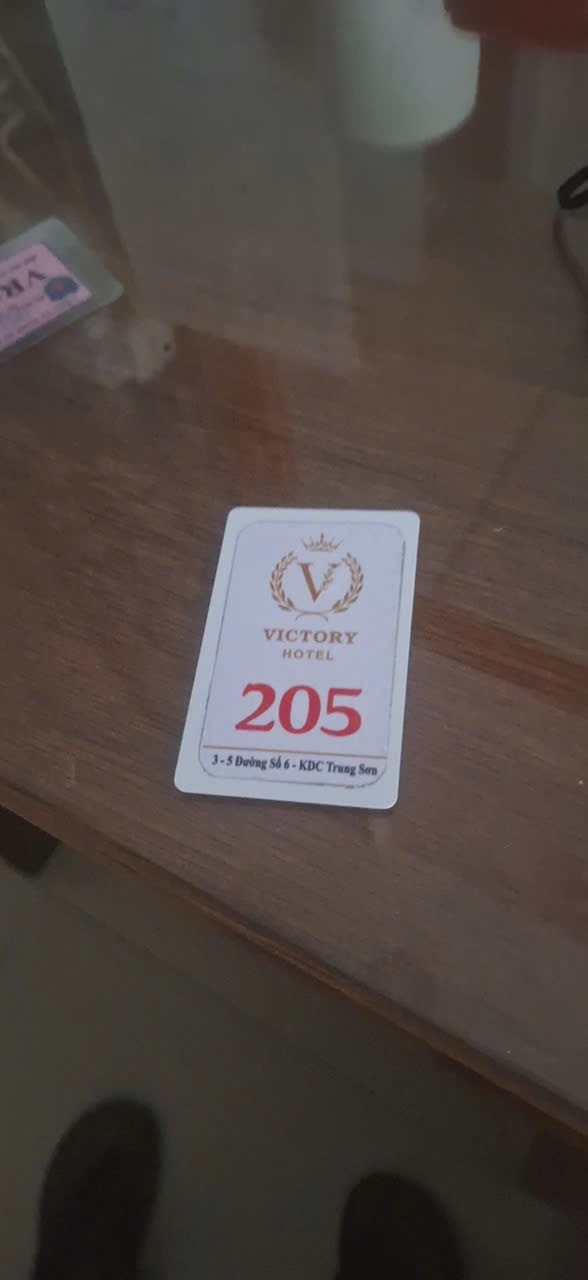 V
VICTORY
HOTEL
205
3 - 5 Đường Số 6 - KDC Trung Sơn